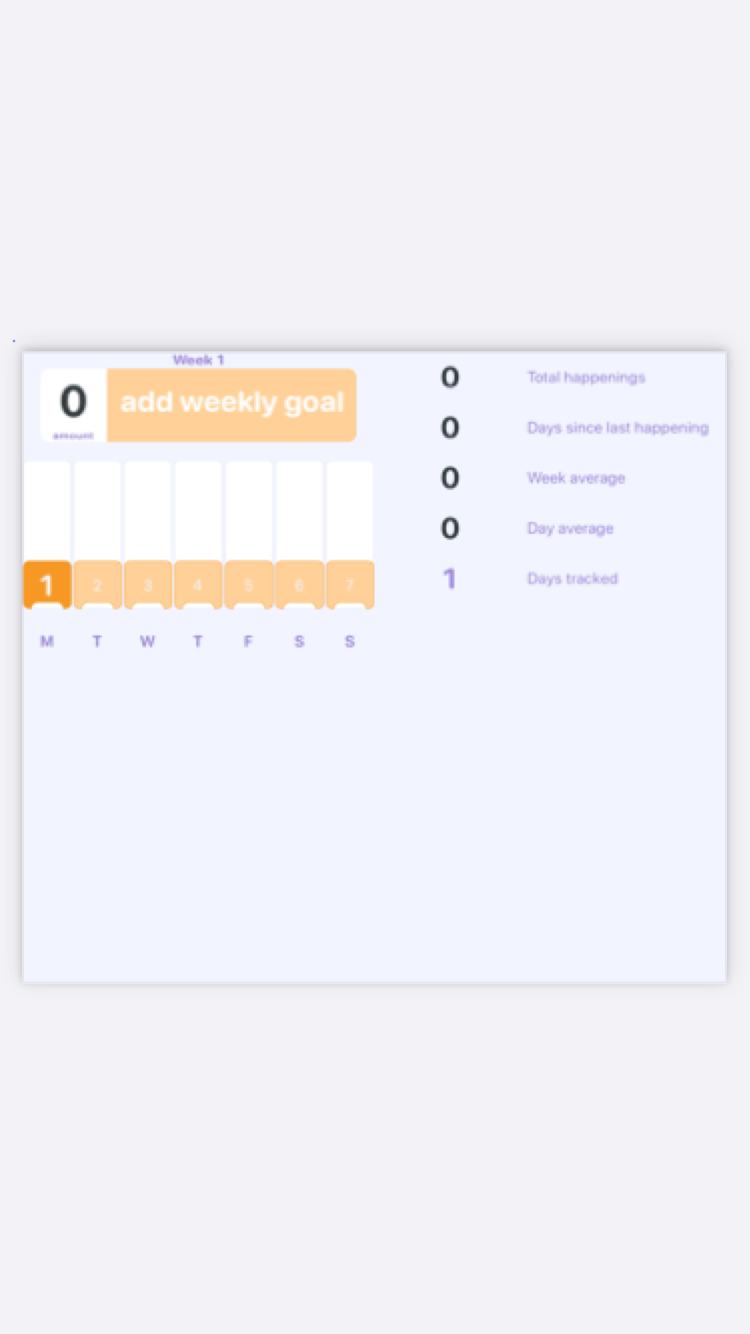 Week 1
0
add weekly goal
amount
1 2 3 4 5 6 7
M T W T F S S
0 Total happenings
0 Days since last happening
0 Week average
0 Day average
1 Days tracked